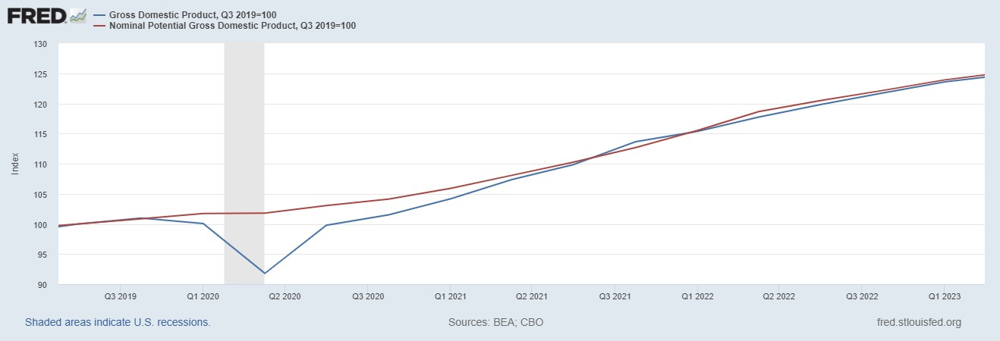 FRED
Gross Domestic Product, Q3 2019=100
Nominal Potential Gross Domestic Product, Q3 2019=100
130
125
120
115
110
105
100
95
90
Index
Q3 2019 Q1 2020 Q2 2020 Q3 2020 Q1 2021 Q2 2021 Q3 2021 Q1 2022 Q2 2022 Q3 2022 Q1 2023
Shaded areas indicate U.S. recessions. Sources: BEA; CBO fred.stlouisfed.org